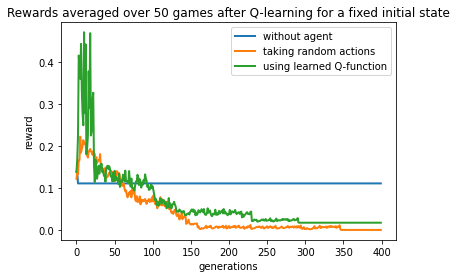 Rewards averaged over 50 games after Q-learning for a fixed initial state
without agent
taking random actions
using learned Q-function
reward
0.4
0.3
0.2
0.1
0.0
0 50 100 150 200 250 300 350 400
generations